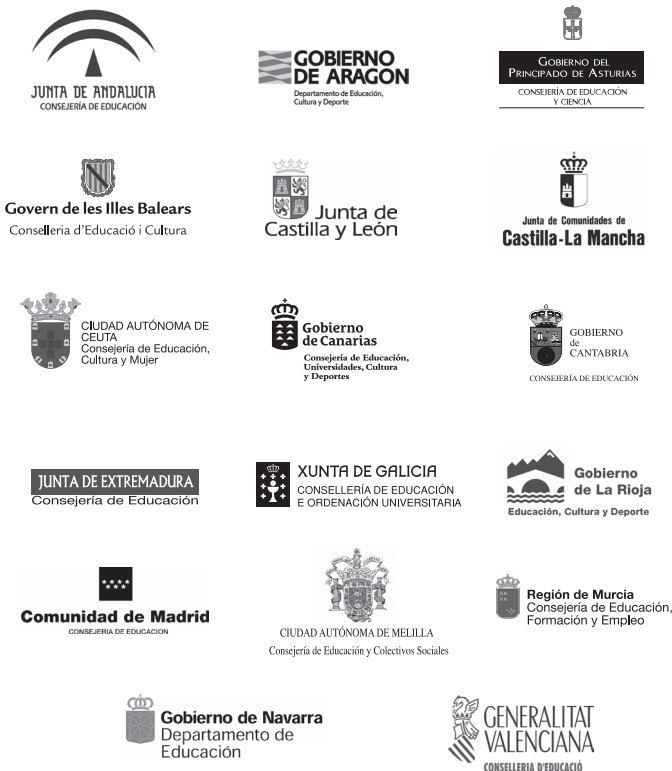 JUNTA DE ANDALUCIA
CONSEJERÍA DE EDUCACIÓN
GOBIERNO
DE ARAGON
Departamento de Educación,
Cultura y Deporte
GOBIERNO DEL
PRINCIPADO DE ASTURIAS
CONSEJERÍA DE EDUCACIÓN
Y CIENCIA
Govern de les Illes Balears
Conselleria d'Educació i Cultura
Junta de
Castilla y León
Junta de Comunidades de
Castilla-La Mancha
CIUDAD AUTÓNOMA DE
CEUTA
Consejería de Educación,
Cultura y Mujer
Gobierno
de Canarias
Consejería de Educación,
Universidades, Cultura
y Deportes
GOBIERNO
de
CANTABRIA
CONSEJERÍA DE EDUCACIÓN
JUNTA DE EXTREMADURA
Consejería de Educación
XUNTA DE GALICIA
CONSELLERÍA DE EDUCACIÓN
E ORDENACIÓN UNIVERSITARIA
Gobierno
de La Rioja
Educación, Cultura y Deporte
Comunidad de Madrid
CONSEJERIA DE EDUCACION
CIUDAD AUTÓNOMA DE MELILLA
Consejería de Educación y Colectivos Sociales
Región de Murcia
Consejería de Educación,
Formación y Empleo
Gobierno de Navarra
Departamento de
Educación
GENERALITAT
VALENCIANA
CONSELLERIA D'EDUCACIÓ